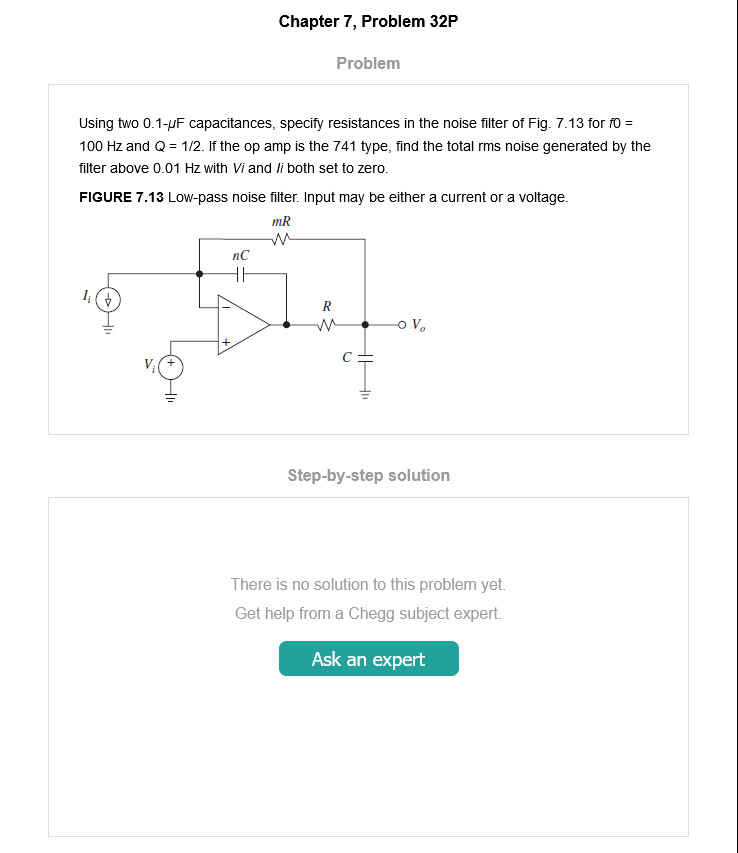 Chapter 7, Problem 32P
Problem
Using two 0.1-μF capacitances, specify resistances in the noise filter of Fig. 7.13 for f0 =
100 Hz and Q = 1/2. If the op amp is the 741 type, find the total rms noise generated by the
filter above 0.01 Hz with Vi and Ii both set to zero.
FIGURE 7.13 Low-pass noise filter. Input may be either a current or a voltage.
mR
nC
Ii
−
R
Vo
+
C
Vi
+
Step-by-step solution
There is no solution to this problem yet.
Get help from a Chegg subject expert.
Ask an expert